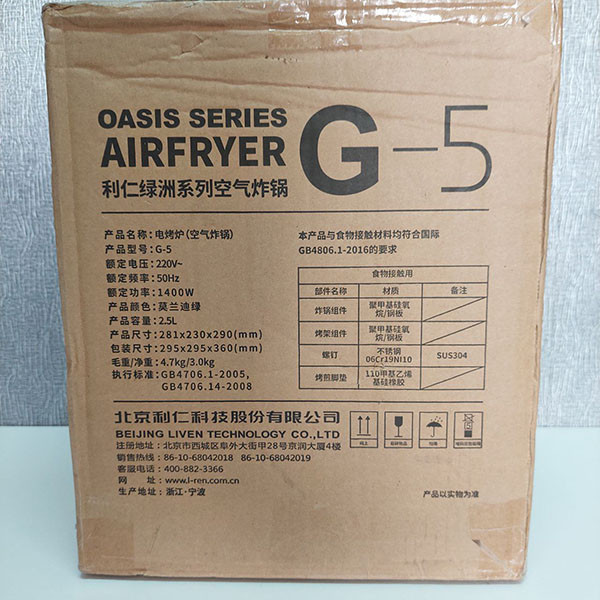 OASIS SERIES
AIRFRYER
G-5
利仁绿洲系列空气炸锅
产品名称: 电烤炉(空气炸锅)
产品型号: G-5
额定电压: 220V~
额定频率: 50Hz
额定功率: 1400W
产品颜色: 莫兰迪绿
产品容量: 2.5L
产品尺寸: 281x230x290(mm)
包装尺寸: 295x295x360(mm)
毛重/净重: 4.7kg/3.0kg
执行标准: GB4706.1-2005,
GB4706.14-2008
本产品与食物接触材料均符合国际
GB4806.1-2016的要求
食物接触用
部件名称 材质 备注
炸锅组件 聚甲基硅氧
烷/钢板
烤架组件 聚甲基硅氧
烷/钢板
螺钉 不锈钢
06Cr19NI10 SUS304
烤煎脚垫 110甲基乙烯
基硅橡胶
北京利仁科技股份有限公司
BEIJING LIVEN TECHNOLOGY CO.,LTD
注册地址: 北京市西城区阜外大街甲28号京润大厦4楼
销售热线: 86-10-68042018 86-10-68042019
客服电话: 400-882-3366
网 址: www.l-ren.com.cn
生产地址: 浙江·宁波
向上
怕雨
产品以实物为准